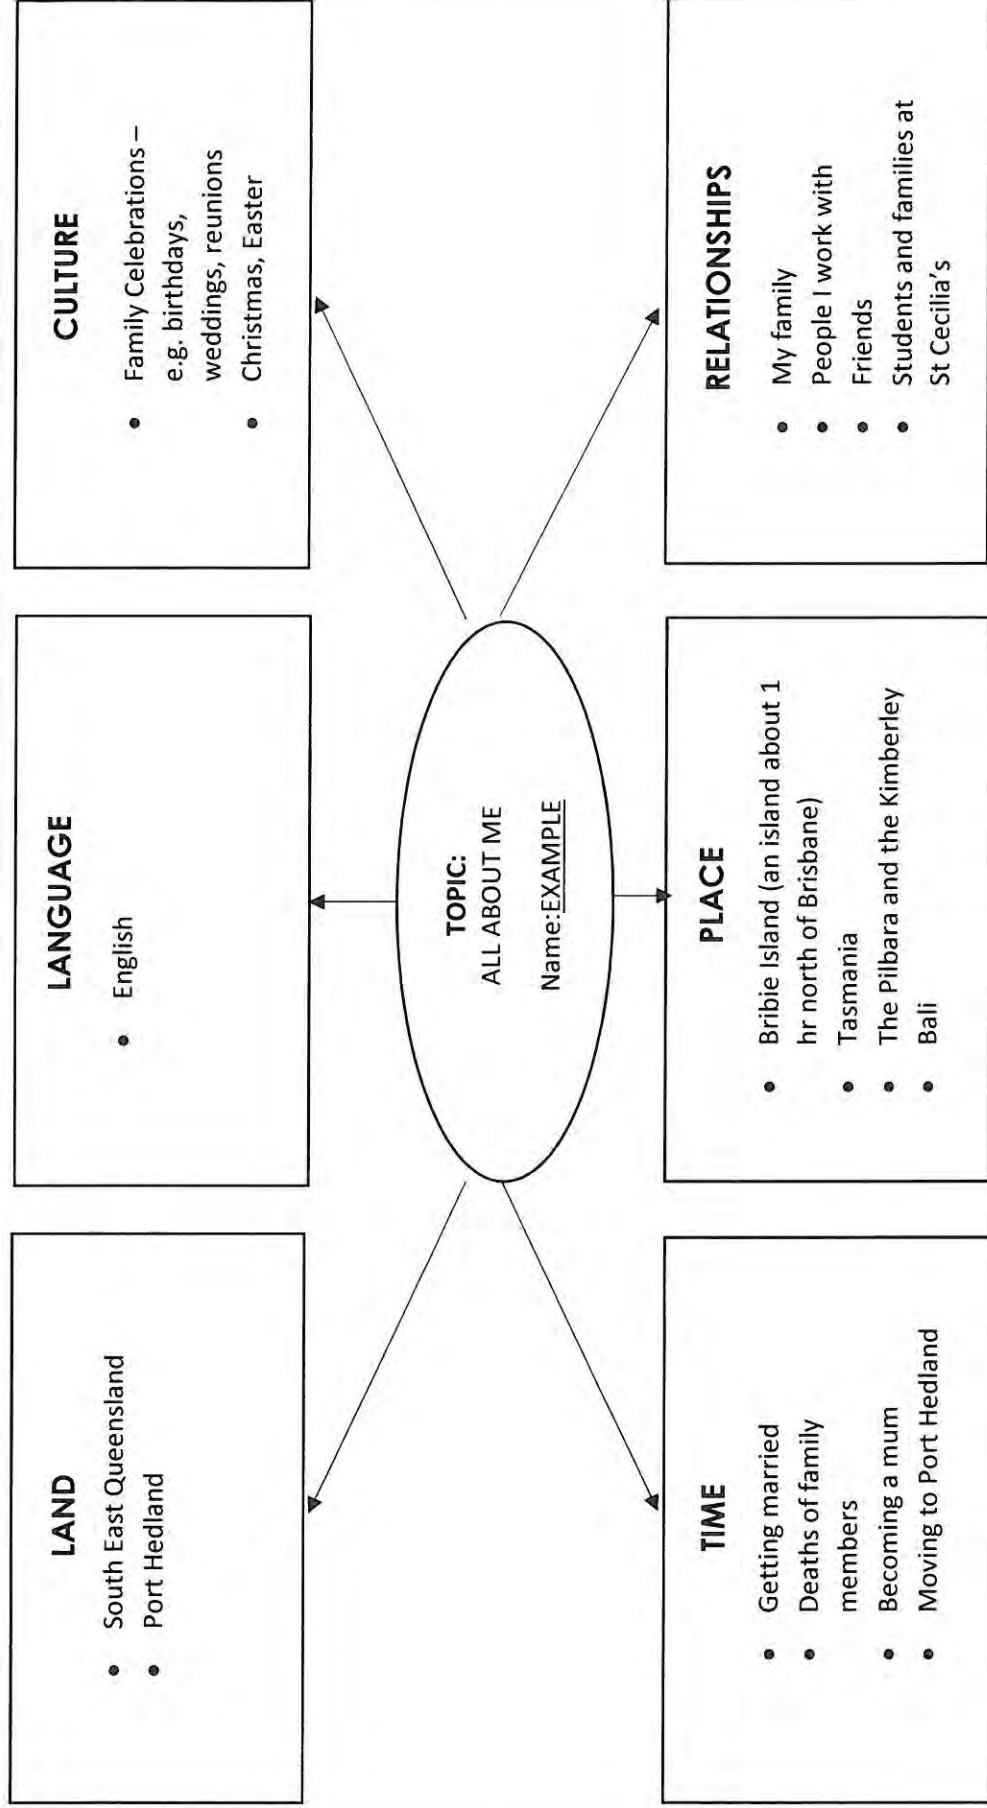 LAND
• South East Queensland
• Port Hedland
LANGUAGE
• English
CULTURE
• Family Celebrations –
e.g. birthdays,
weddings, reunions
• Christmas, Easter
TOPIC:
ALL ABOUT ME
Name:EXAMPLE
TIME
• Getting married
• Deaths of family
members
• Becoming a mum
• Moving to Port Hedland
PLACE
• Bribie Island (an island about 1
hr north of Brisbane)
• Tasmania
• The Pilbara and the Kimberley
• Bali
RELATIONSHIPS
• My family
• People I work with
• Friends
• Students and families at
St Cecilia's